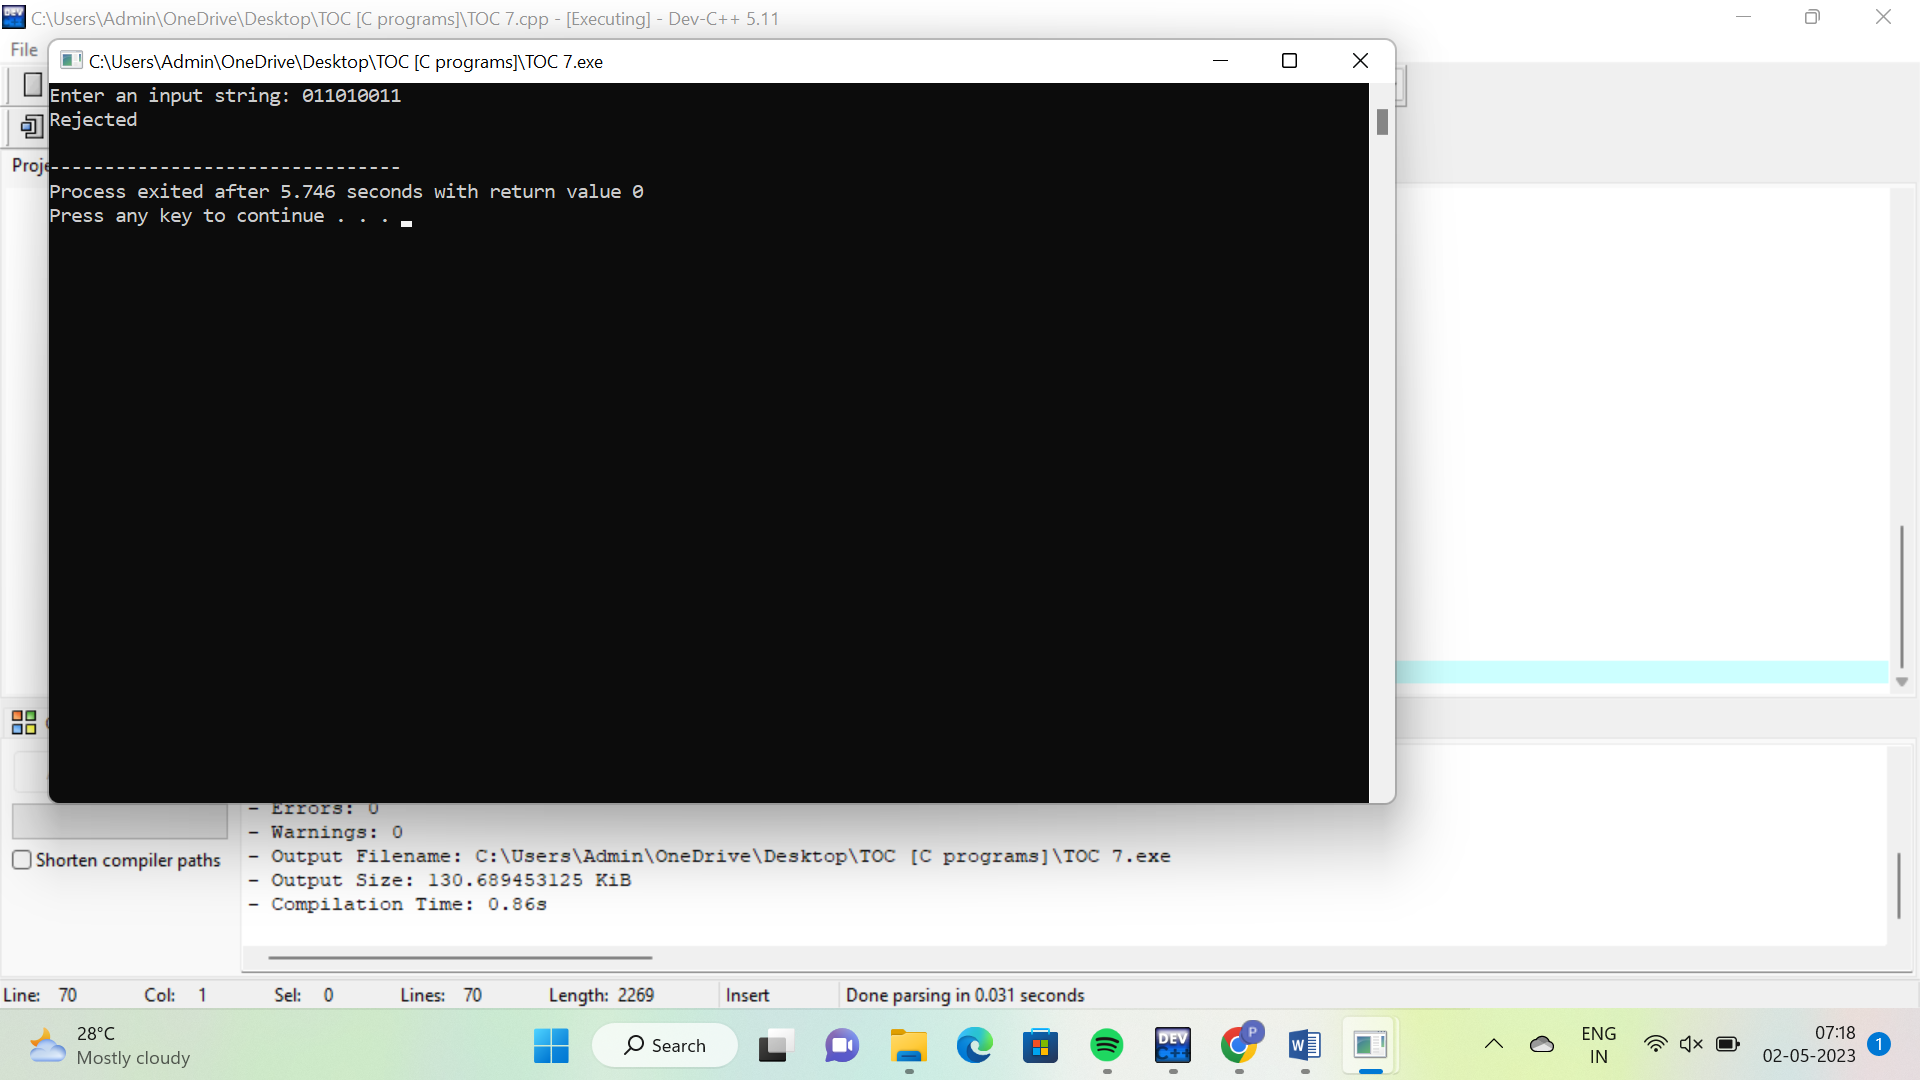 C:\Users\Admin\OneDrive\Desktop\TOC [C programs]\TOC 7.cpp - [Executing] - Dev-C++ 5.11
File
C:\Users\Admin\OneDrive\Desktop\TOC [C programs]\TOC 7.exe
Enter an input string: 011010011
Rejected
Proje
--------------------------------
Process exited after 5.746 seconds with return value 0
Press any key to continue . . .
- Errors: 0
- Warnings: 0
Shorten compiler paths
- Output Filename: C:\Users\Admin\OneDrive\Desktop\TOC [C programs]\TOC 7.exe
- Output Size: 130.689453125 KiB
- Compilation Time: 0.86s
Line: 70 Col: 1 Sel: 0 Lines: 70 Length: 2269 Insert Done parsing in 0.031 seconds
28°C
Mostly cloudy
Search
DEV
C++
P
W
ENG
IN
07:18
02-05-2023
1